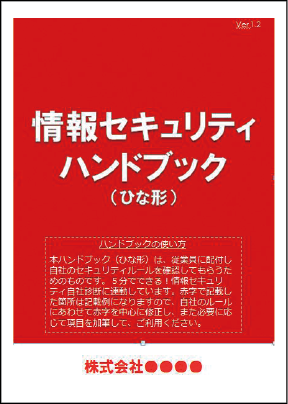 Ver.1.2
情報セキュリティ
ハンドブック
（ひな形）
ハンドブックの使い方
本ハンドブック（ひな形）は、従業員に配付し
自社のセキュリティルールを確認してもらうた
めのものです。５分でできる！情報セキュリ
ティ自社診断に連動しています。赤字で記載し
た箇所は記載例になりますので、自社のルール
にあわせて赤字を中心に修正し、また必要に応
じて項目を加筆して、ご利用ください。
株式会社●●●●